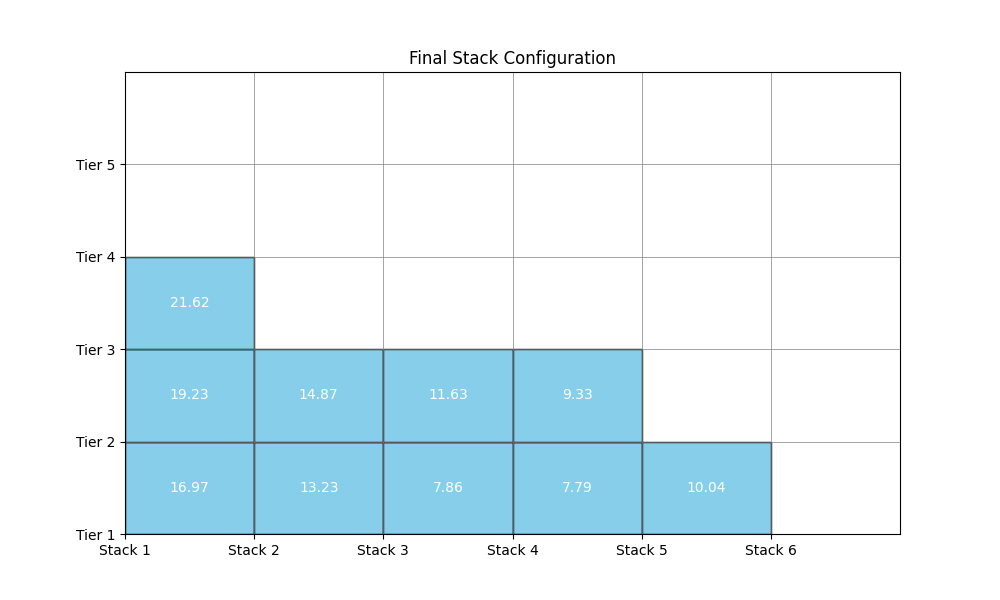 Final Stack Configuration
Tier 5
Tier 4
21.62
Tier 3
19.23 14.87 11.63 9.33
Tier 2
16.97 13.23 7.86 7.79 10.04
Tier 1
Stack 1 Stack 2 Stack 3 Stack 4 Stack 5 Stack 6